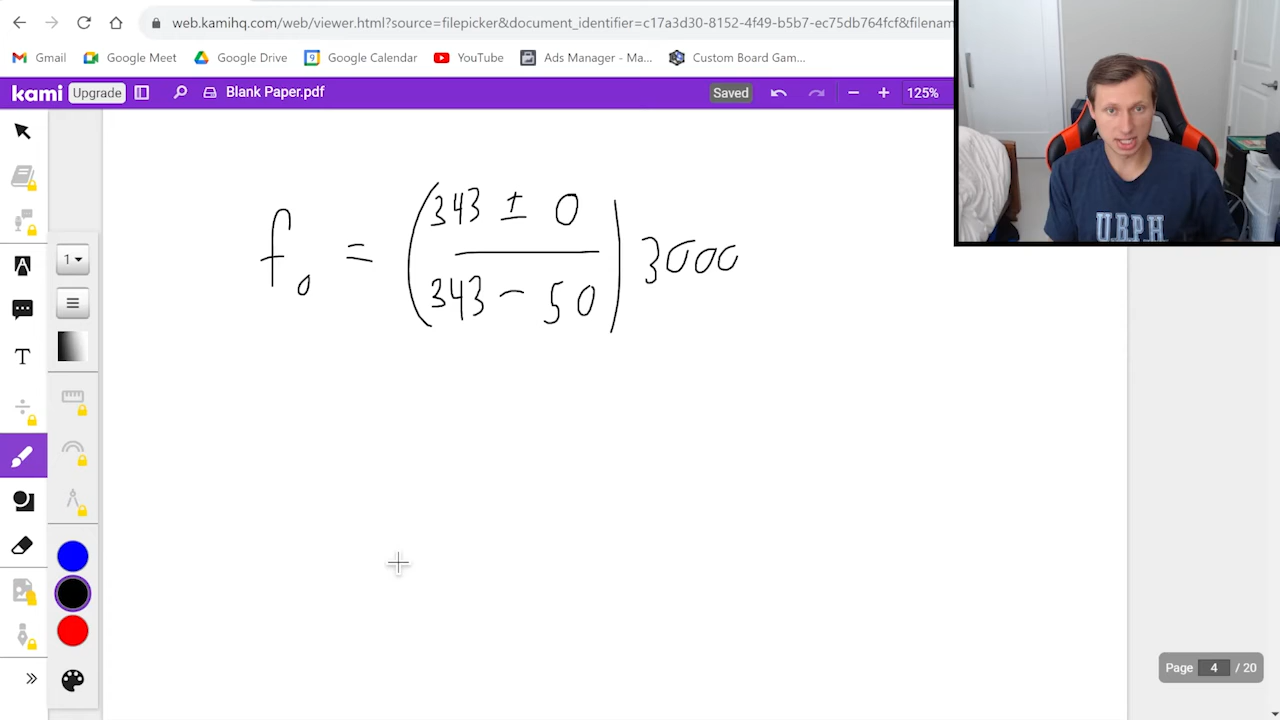 web.kamihq.com/web/viewer.html?source=filepicker&document_identifier=c17a3d30-8152-4f49-b5b7-ec75db764fcf&filenam
Gmail Google Meet Google Drive Google Calendar YouTube Ads Manager - Ma... Custom Board Gam...
kami Upgrade Blank Paper.pdf Saved 125%
1
T
f₀ = (343 ± 0 / 343 - 50) 3000
U.B.P.H
Page 4 / 20